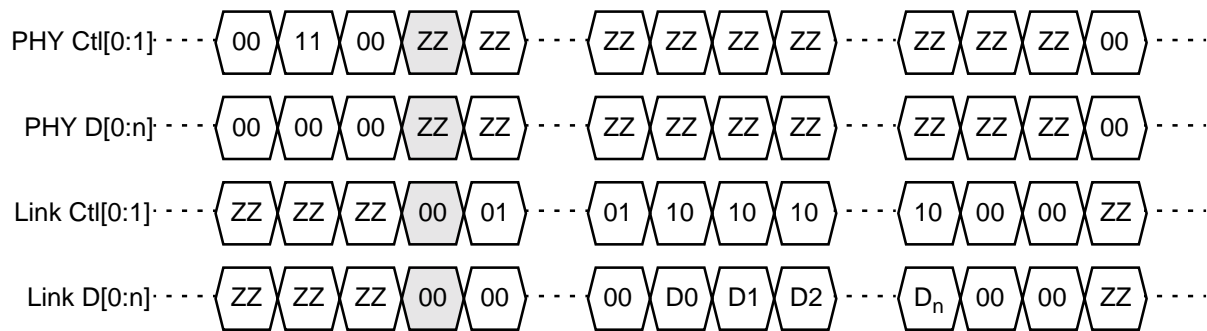 PHY Ctl[0:1] 00 11 00 ZZ ZZ ZZ ZZ ZZ ZZ ZZ ZZ ZZ 00
PHY D[0:n] 00 00 00 ZZ ZZ ZZ ZZ ZZ ZZ ZZ ZZ ZZ 00
Link Ctl[0:1] ZZ ZZ ZZ 00 01 01 10 10 10 10 00 00 ZZ
Link D[0:n] ZZ ZZ ZZ 00 00 00 D0 D1 D2 Dn 00 00 ZZ